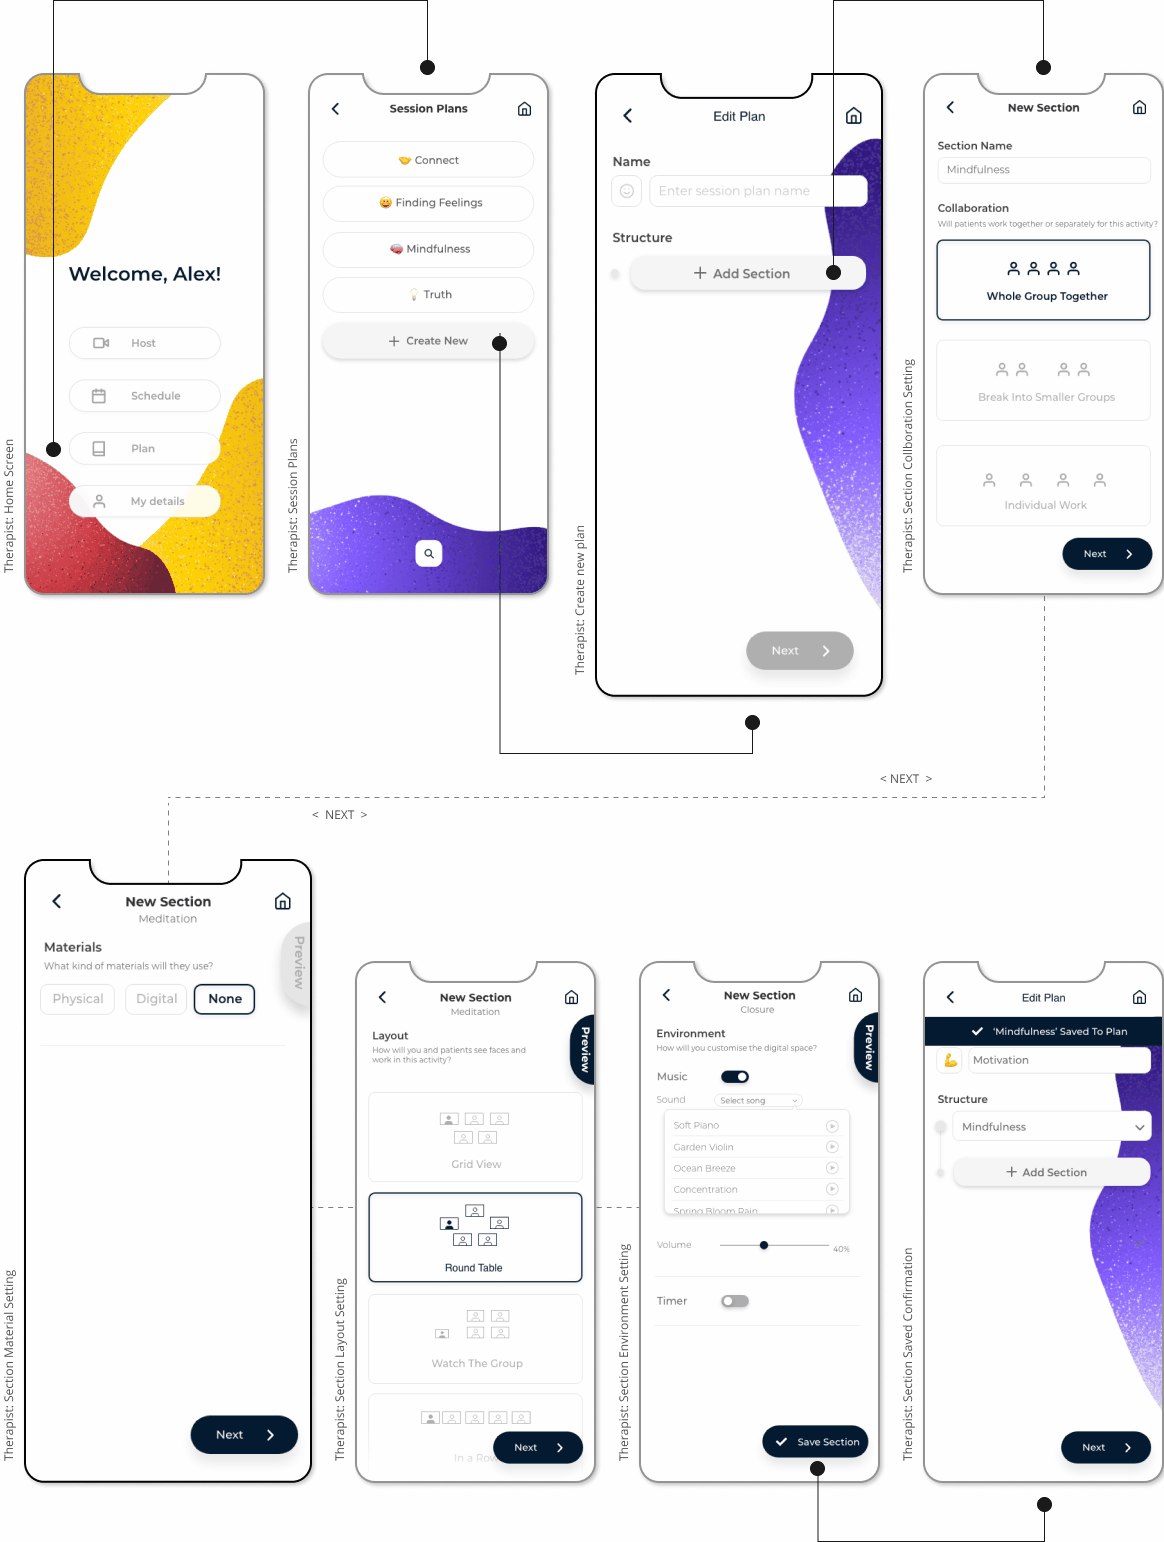 Therapist: Home Screen
Welcome, Alex!
Host
Schedule
Plan
My details
Therapist: Session Plans
Session Plans
Connect
Finding Feelings
Mindfulness
Truth
+ Create New
Therapist: Create new plan
Edit Plan
Name
Enter session plan name
Structure
+ Add Section
Next
Therapist: Section Collboration Setting
New Section
Section Name
Mindfulness
Collaboration
Will patients work together or separately for this activity?
Whole Group Together
Break Into Smaller Groups
Individual Work
Next
< NEXT >
< NEXT >
Therapist: Section Material Setting
New Section
Meditation
Preview
Materials
What kind of materials will they use?
Physical
Digital
None
Next
Therapist: Section Layout Setting
New Section
Meditation
Preview
Layout
How will you and patients see faces and
work in this activity?
Grid View
Round Table
Watch The Group
In a Row
Next
Therapist: Section Environment Setting
New Section
Closure
Preview
Environment
How will you customise the digital space?
Music
Sound
Select song
Soft Piano
Garden Violin
Ocean Breeze
Concentration
Spring Bloom Rain
Volume
40%
Timer
Save Section
Therapist: Section Saved Confirmation
Edit Plan
‘Mindfulness’ Saved To Plan
Motivation
Structure
Mindfulness
+ Add Section
Next